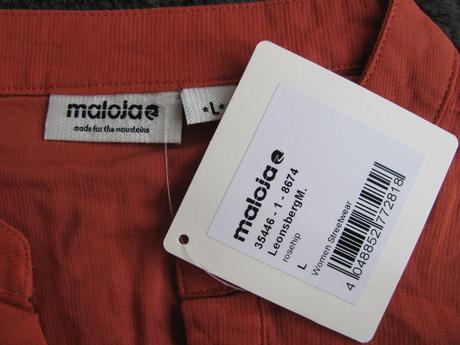 maloja
made for the mountains
*L*
maloja
35446 - 1 - 8674
LeonsbergM.
rosehip
L
Women Streetwear
4 048852 772818